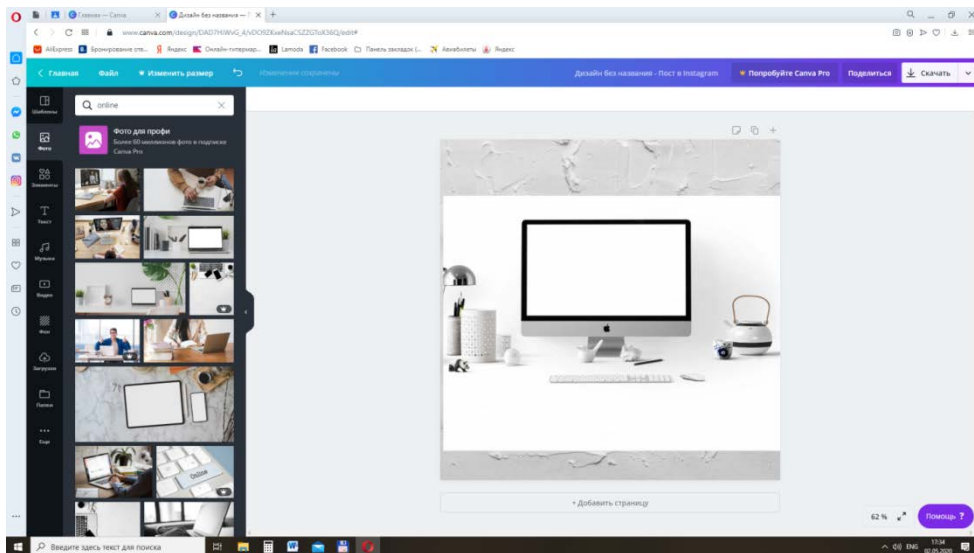 Главная — Canva
Дизайн без названия — П
www.canva.com/design/DAD7HiWvG_4/vDO9ZKxefxaCSZZGToX36Q/edit#
AliExpress
Бронирование оте...
Яндекс
Онлайн-гипермар...
Lamoda
Facebook
Панель закладок (...
Авиабилеты
Яндекс
Главная
Файл
Изменить размер
Изменения сохранены
Дизайн без названия - Пост в Instagram
Попробуйте Canva Pro
Поделиться
Скачать
Шаблоны
Фото
Элементы
Текст
Музыка
Видео
Фон
Загрузки
Папки
Еще
online
Фото для профи
Более 60 миллионов фото в подписке
Canva Pro
Online
+ Добавить страницу
62 %
Помощь ?
Введите здесь текст для поиска
ENG
17:34
02.05.2020